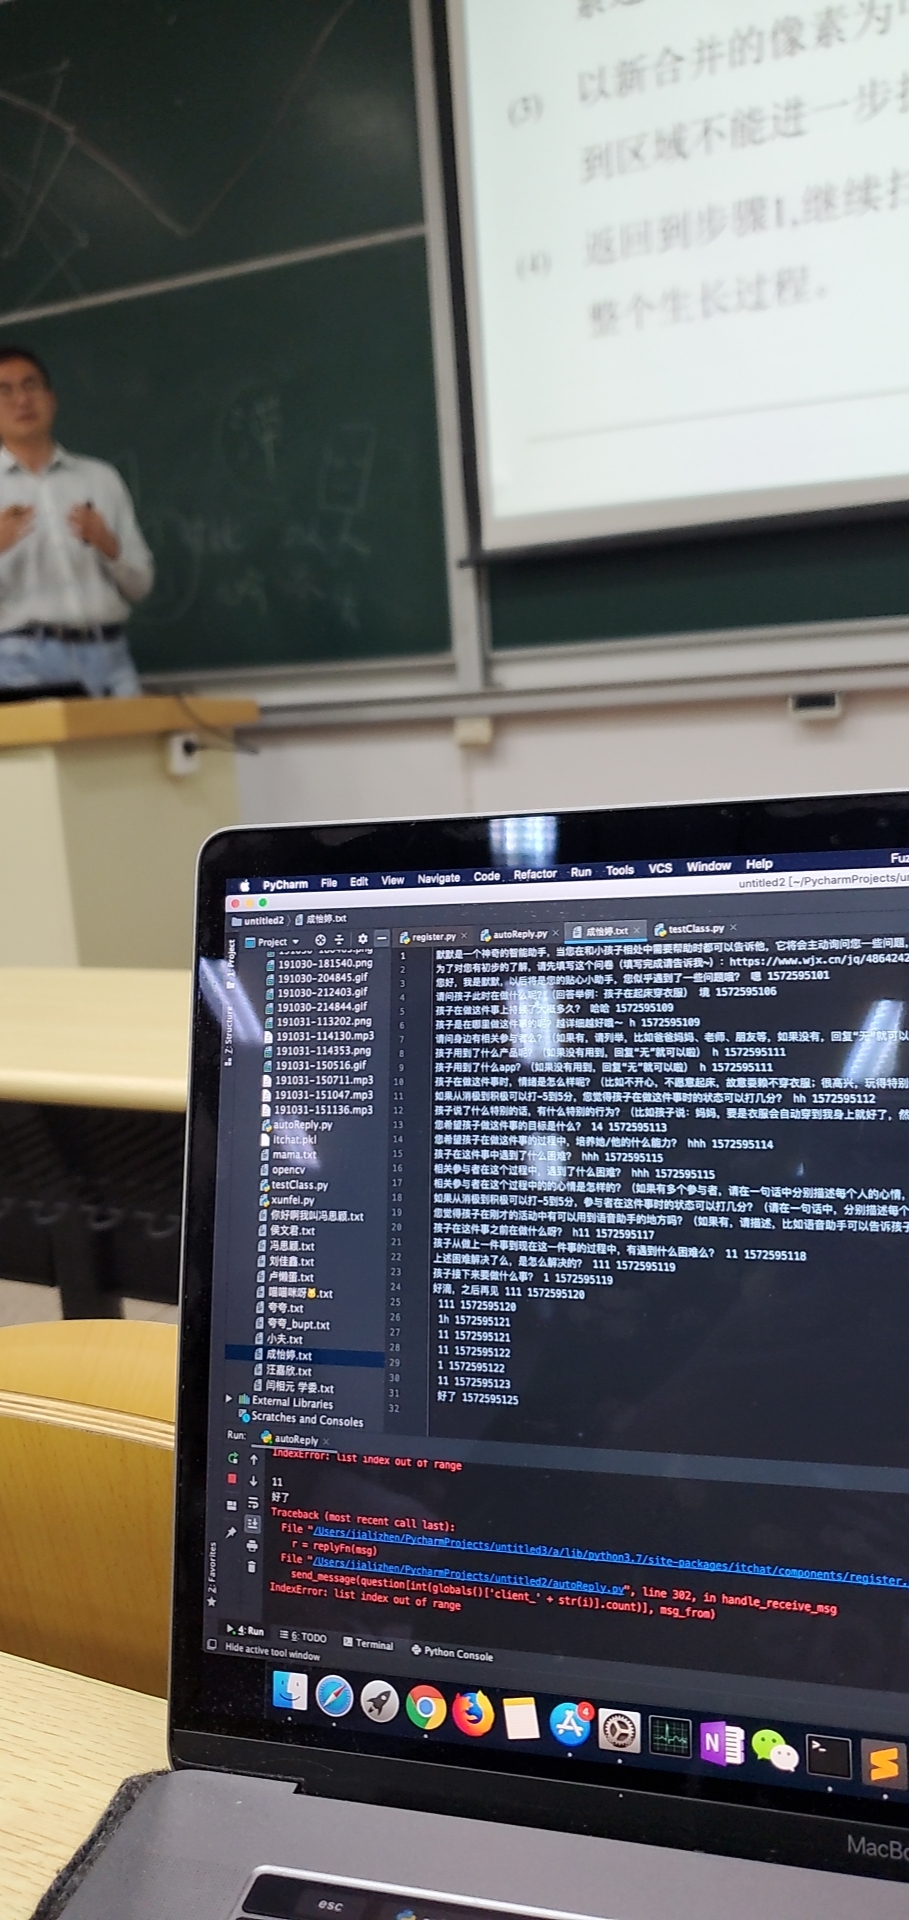 (3) 以新合并的像素为
到区域不能进一步
(4) 返回到步骤1,继续扫
整个生长过程。
PyCharm File Edit View Navigate Code Refactor Run Tools VCS Window Help
untitled2 [~/PycharmProjects/un
untitled2 成怡婷.txt
Project
register.py autoReply.py 成怡婷.txt testClass.py
191030-181540.png
191030-204845.gif
191030-212403.gif
191030-214844.gif
191031-113202.png
191031-114130.mp3
191031-114353.png
191031-150516.gif
191031-150711.mp3
191031-151047.mp3
191031-151136.mp3
autoReply.py
itchat.pkl
mama.txt
opencv
testClass.py
xunfei.py
你好啊我叫冯思颖.txt
侯文君.txt
冯思颖.txt
刘佳鑫.txt
卢懒蛋.txt
喵喵咪呀🐱.txt
夸夸.txt
夸夸_bupt.txt
小夫.txt
成怡婷.txt
汪嘉欣.txt
闫相元 学委.txt
External Libraries
Scratches and Consoles
1 默默是一个神奇的智能助手，当您在和小孩子相处中需要帮助时都可以告诉他，它将会主动询问您一些问题，
2 为了对您有初步的了解，请先填写这个问卷（填写完成请告诉我~）：https://www.wjx.cn/jq/4864242
3 您好，我是默默，以后将是您的贴心小助手，您似乎遇到了一些问题哦？ 嗯 1572595101
4 请问孩子此时在做什么呢？（回答举例：孩子在起床穿衣服） 境 1572595106
5 孩子在做这件事上持续了大概多久？ 哈哈 1572595109
6 孩子是在哪里做这件事的呢？越详细越好哦~ h 1572595109
7 请问身边有相关参与者么？（如果有，请列举，比如爸爸妈妈、老师、朋友等，如果没有，回复“无”就可以
8 孩子用到了什么产品呢？（如果没有用到，回复“无”就可以啦） h 1572595111
9 孩子用到了什么app？（如果没有用到，回复“无”就可以啦） h 1572595111
10 孩子在做这件事时，情绪是怎么样呢？（比如不开心，不愿意起床，故意耍赖不穿衣服；很高兴，玩得特别
11 如果从消极到积极可以打-5到5分，您觉得孩子在做这件事时的状态可以打几分？ hh 1572595112
12 孩子说了什么特别的话，有什么特别的行为？（比如孩子说：妈妈，要是衣服会自动穿到我身上就好了，然
13 您希望孩子做这件事的目标是什么？ 14 1572595113
14 您希望孩子在做这件事的过程中，培养她/他的什么能力？ hhh 1572595114
15 孩子在这件事中遇到了什么困难？ hhh 1572595115
16 相关参与者在这个过程中，遇到了什么困难？ hhh 1572595115
17 相关参与者在这个过程中的的心情是怎样的？（如果有多个参与者，请在一句话中分别描述每个人的心情，
18 如果从消极到积极可以打-5到5分，参与者在这件事时的状态可以打几分？（请在一句话中，分别描述每个
19 您觉得孩子在刚才的活动中有可以用到语音助手的地方吗？（如果有，请描述，比如语音助手可以告诉孩子
20 孩子在这件事之前在做什么呀？ h11 1572595117
21 孩子从做上一件事到现在这一件事的过程中，有遇到什么困难么？ 11 1572595118
22 上述困难解决了么，是怎么解决的？ 111 1572595119
23 孩子接下来要做什么事？ 1 1572595119
24 好滴，之后再见 111 1572595120
25 111 1572595120
26 1h 1572595121
27 11 1572595121
28 11 1572595122
29 1 1572595122
30 11 1572595123
31 好了 1572595125
32
Run: autoReply
IndexError: list index out of range
11
好了
Traceback (most recent call last):
File "/Users/jializhen/PycharmProjects/untitled3/a/lib/python3.7/site-packages/itchat/components/register.
r = replyFn(msg)
File "/Users/jializhen/PycharmProjects/untitled2/autoReply.py", line 302, in handle_receive_msg
send_message(question[int(globals()['client_' + str(i)].count)], msg_from)
IndexError: list index out of range
1: Project
7: Structure
2: Favorites
4: Run 6: TODO Terminal Python Console
Hide active tool window
4
N
MacBo
esc